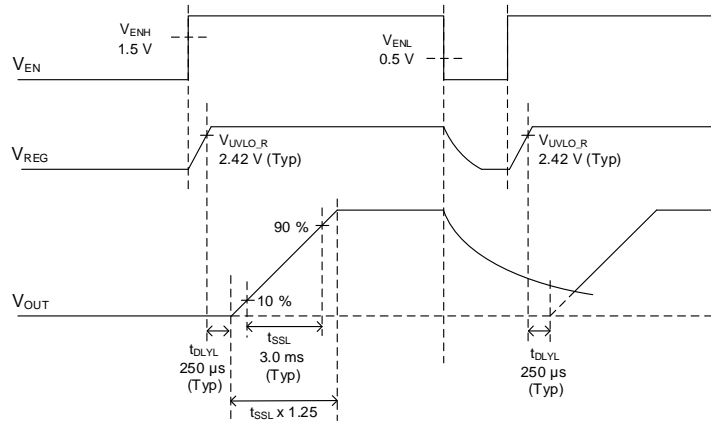 VENH
1.5 V
VENL
0.5 V
VEN
VUVLO_R
2.42 V (Typ)
VUVLO_R
2.42 V (Typ)
VREG
90 %
10 %
VOUT
tDLYL
250 µs
(Typ)
tSSL
3.0 ms
(Typ)
tDLYL
250 µs
(Typ)
tSSL x 1.25